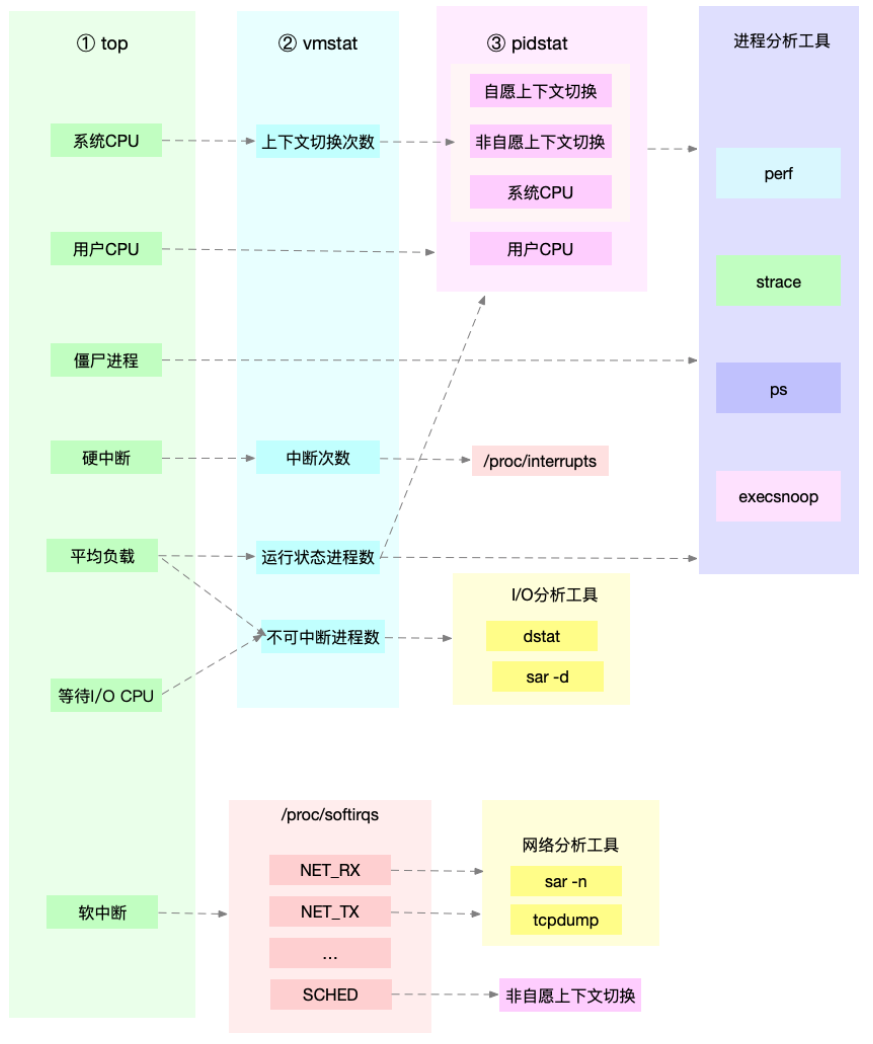 ① top
系统CPU
用户CPU
僵尸进程
硬中断
平均负载
等待I/O CPU
软中断
② vmstat
上下文切换次数
中断次数
运行状态进程数
不可中断进程数
③ pidstat
自愿上下文切换
非自愿上下文切换
系统CPU
用户CPU
/proc/interrupts
I/O分析工具
dstat
sar -d
进程分析工具
perf
strace
ps
execsnoop
/proc/softirqs
NET_RX
NET_TX
...
SCHED
网络分析工具
sar -n
tcpdump
非自愿上下文切换